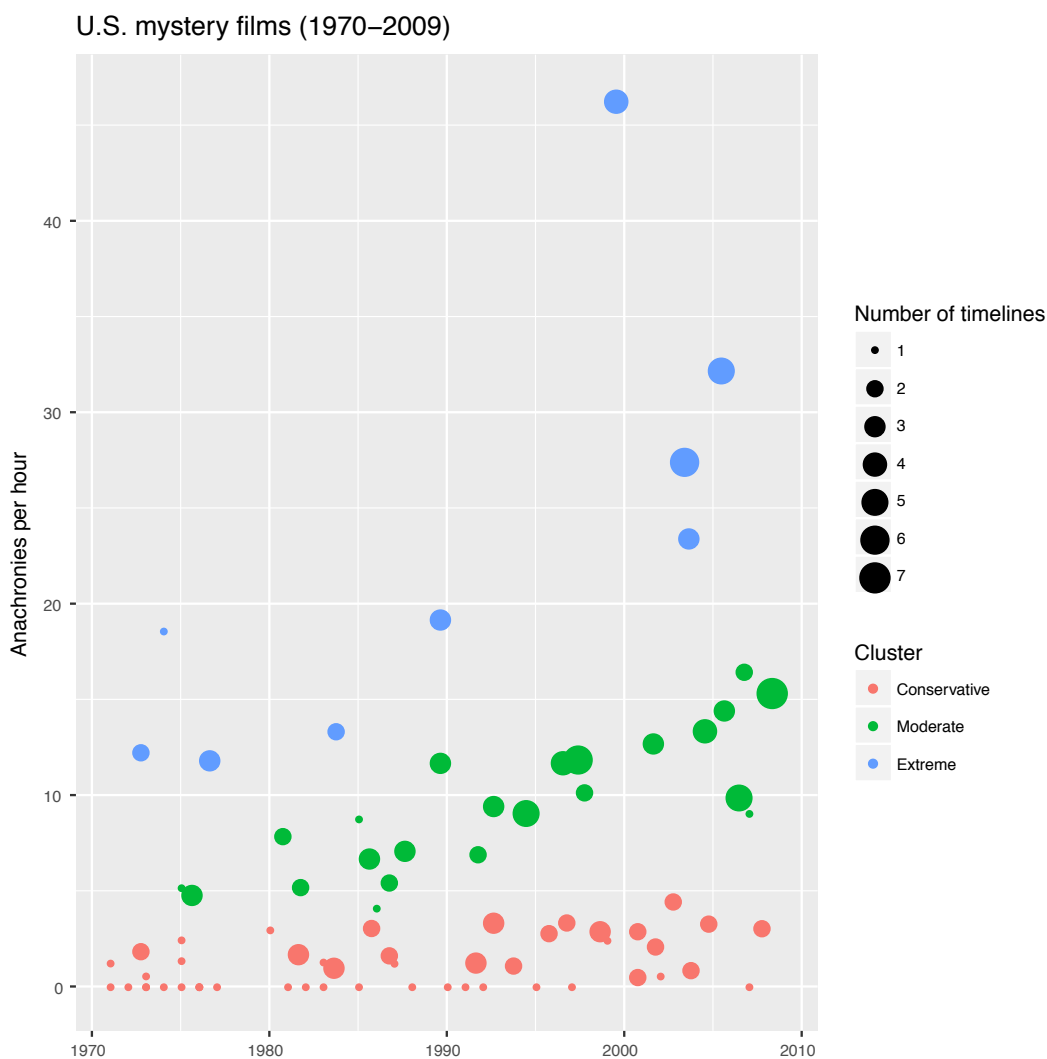 U.S. mystery films (1970–2009)
Anachronies per hour
40
30
20
10
0
1970
1980
1990
2000
2010
Number of timelines
1
2
3
4
5
6
7
Cluster
Conservative
Moderate
Extreme